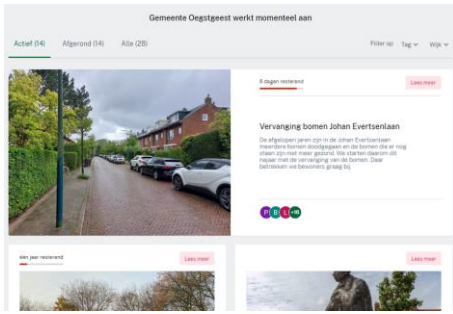 Gemeente Oegstgeest werkt momenteel aan
Actief (14) Afgerond (14) Alle (28) Filter op Tag Wijk
8 dagen resterend Lees meer
Vervanging bomen Johan Evertsenlaan
De afgelopen jaren zijn in de Johan Evertsenlaan
meerdere bomen doodgegaan en de bomen die er nog
staan zijn niet meer gezond. We starten daarom dit
najaar met de vervanging van de bomen. Daar
betrekken we bewoners graag bij.
P B L +18
één jaar resterend Lees meer
Lees meer